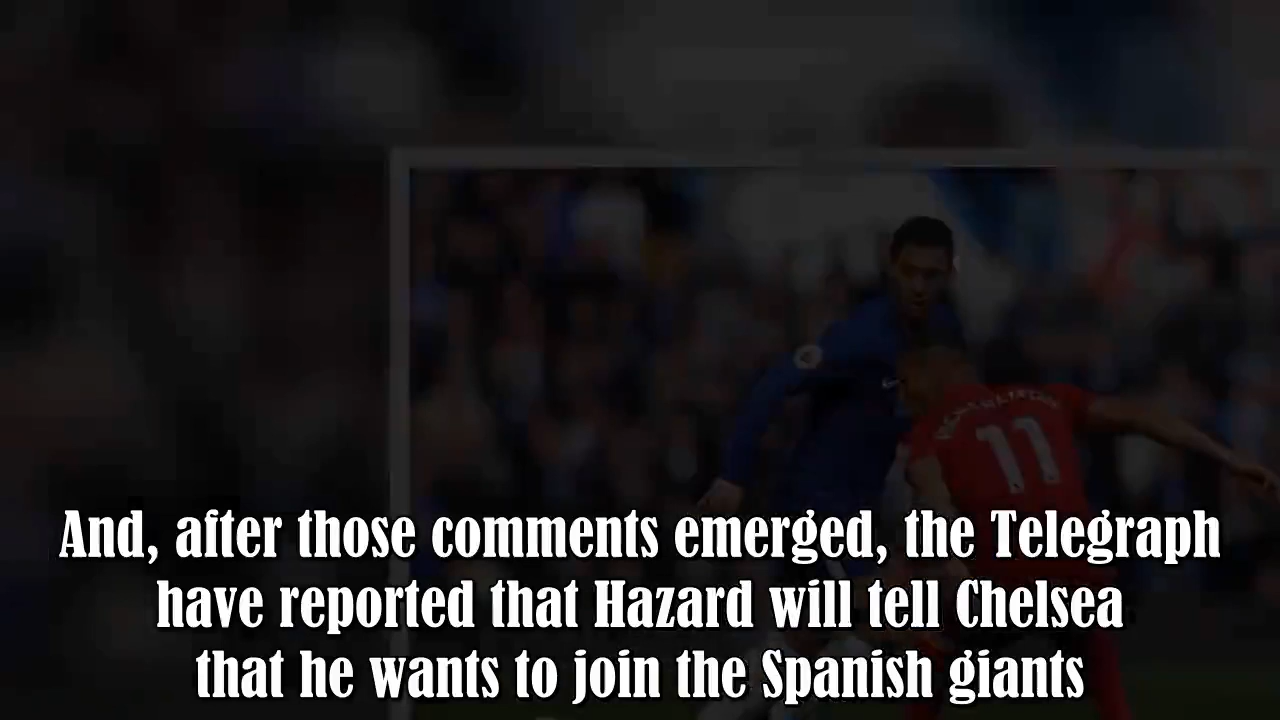 11
And, after those comments emerged, the Telegraph
have reported that Hazard will tell Chelsea
that he wants to join the Spanish giants